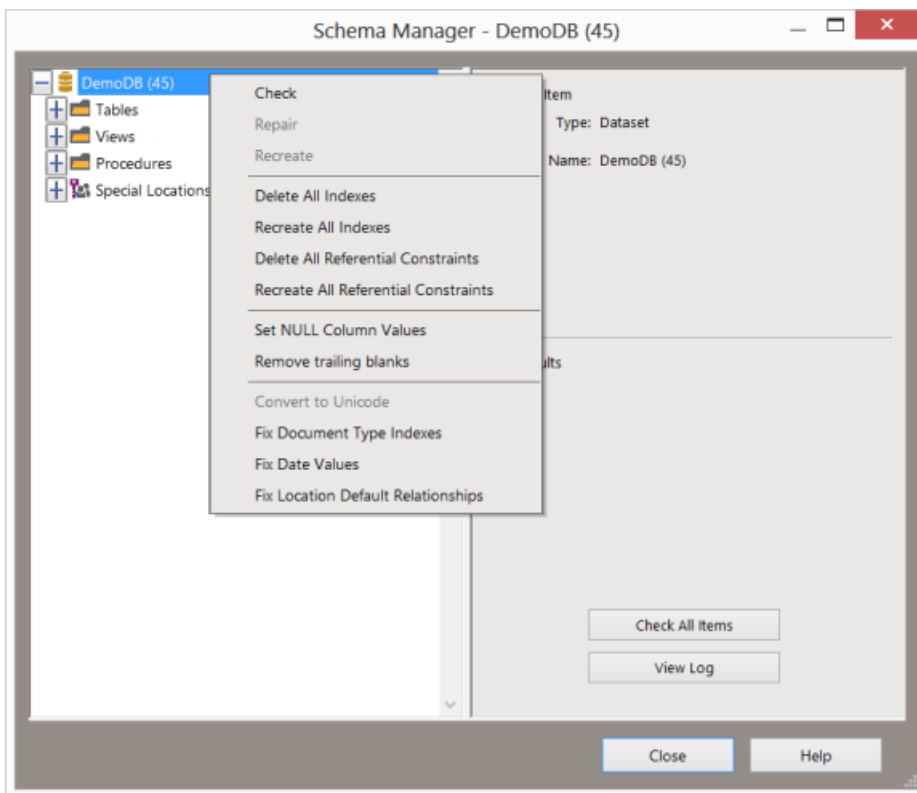 Schema Manager - DemoDB (45)
DemoDB (45)
Tables
Views
Procedures
Special Locations
Check
Repair
Recreate
Delete All Indexes
Recreate All Indexes
Delete All Referential Constraints
Recreate All Referential Constraints
Set NULL Column Values
Remove trailing blanks
Convert to Unicode
Fix Document Type Indexes
Fix Date Values
Fix Location Default Relationships
Item
Type: Dataset
Name: DemoDB (45)
Check All Items
View Log
Close
Help